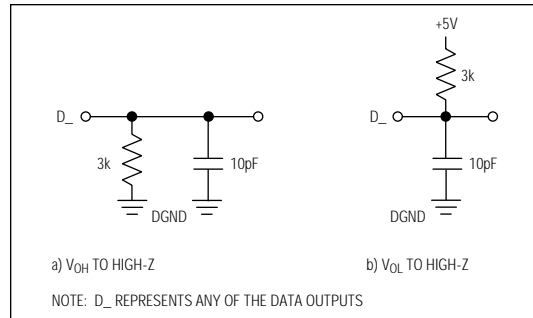 +5V
3k
D_
D_
3k
10pF
10pF
DGND
DGND
a) VOH TO HIGH-Z
b) VOL TO HIGH-Z
NOTE: D_ REPRESENTS ANY OF THE DATA OUTPUTS